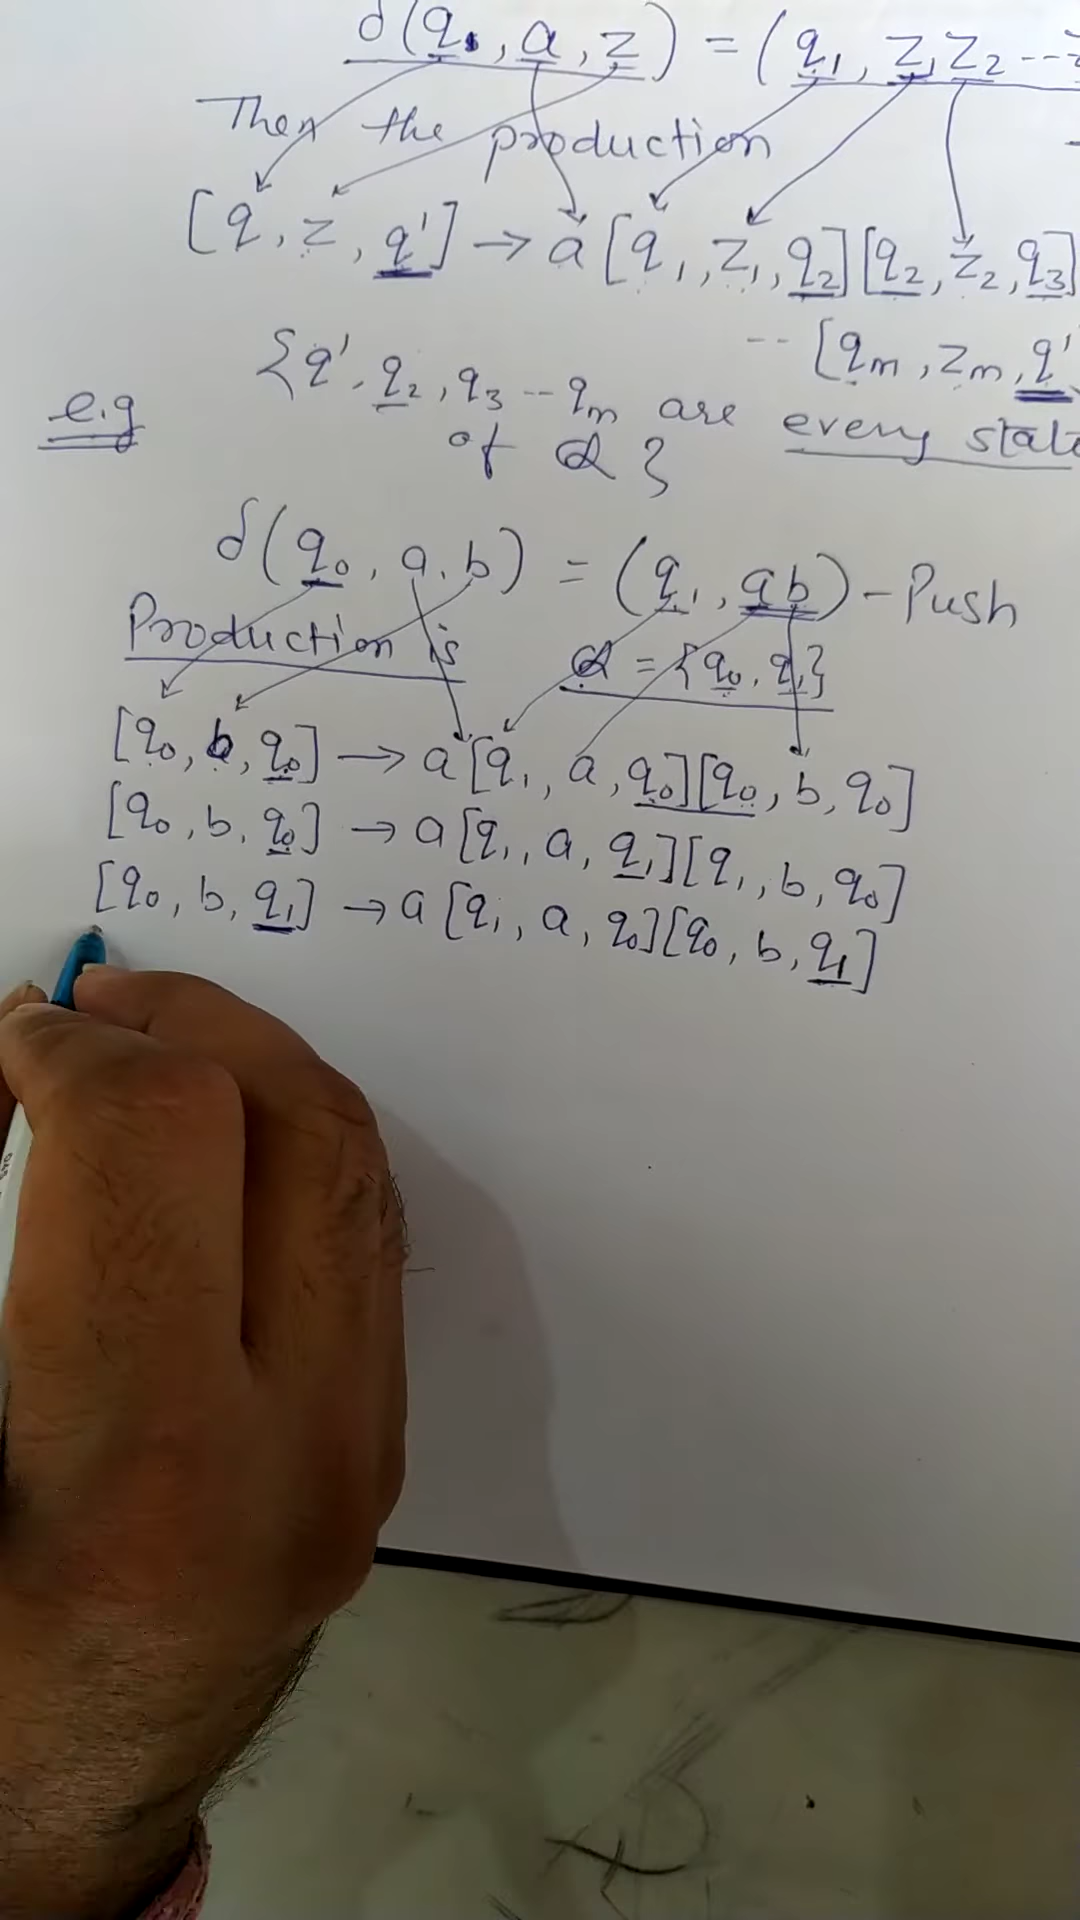 δ(q, a, z) = (q₁, z₁z₂ --
Then the production
[q, z, q'] → a[q₁, z₁, q₂][q₂, z₂, q₃]
-- [qₘ, zₘ, q'
{q', q₂, q₃ -- qₘ are every state
e.g
of Q}
δ(q₀, a, b) = (q₁, ab) - Push
Production is
Q = {q₀, q₁}
[q₀, b, q₀] → a[q₁, a, q₀][q₀, b, q₀]
[q₀, b, q₀] → a[q₁, a, q₁][q₁, b, q₀]
[q₀, b, q₁] → a[q₁, a, q₀][q₀, b, q₁]